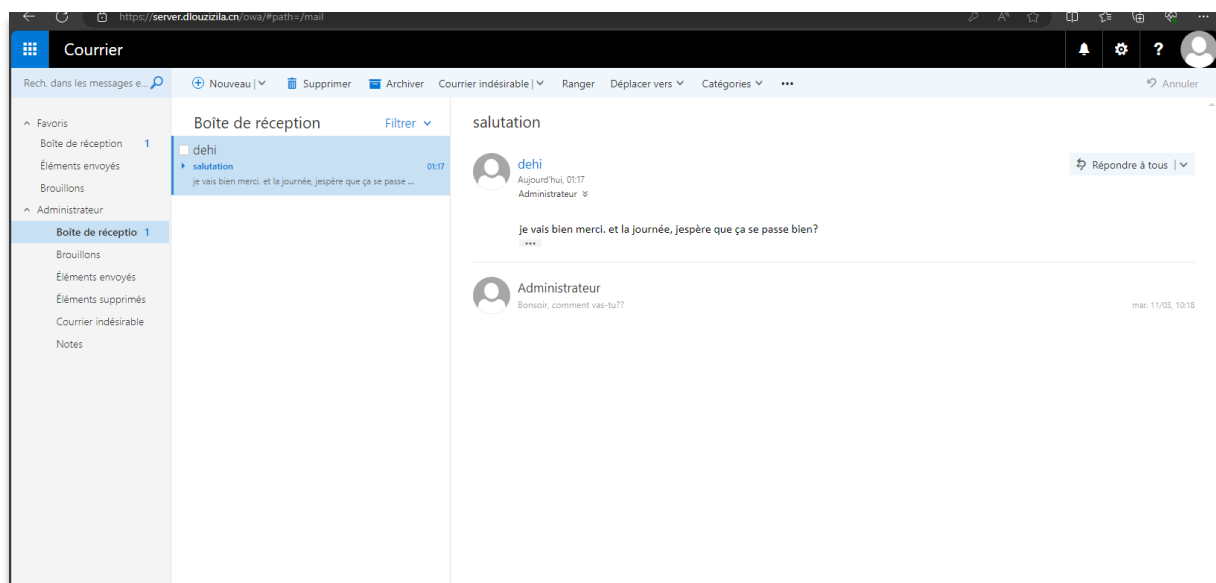 https://server.dlouzizila.cn/owa/#path=/mail
Courrier
?
Rech. dans les messages e...
Nouveau
Supprimer
Archiver
Courrier indésirable
Ranger
Déplacer vers
Catégories
Annuler
Favoris
Boîte de réception 1
Éléments envoyés
Brouillons
Administrateur
Boîte de réceptio 1
Brouillons
Éléments envoyés
Éléments supprimés
Courrier indésirable
Notes
Boîte de réception
Filtrer
dehi
salutation 01:17
je vais bien merci. et la journée, jespère que ça se passe ...
salutation
dehi
Aujourd'hui, 01:17
Administrateur
Répondre à tous
je vais bien merci. et la journée, jespère que ça se passe bien?
Administrateur
Bonsoir, comment vas-tu??
mar. 11/03, 10:18